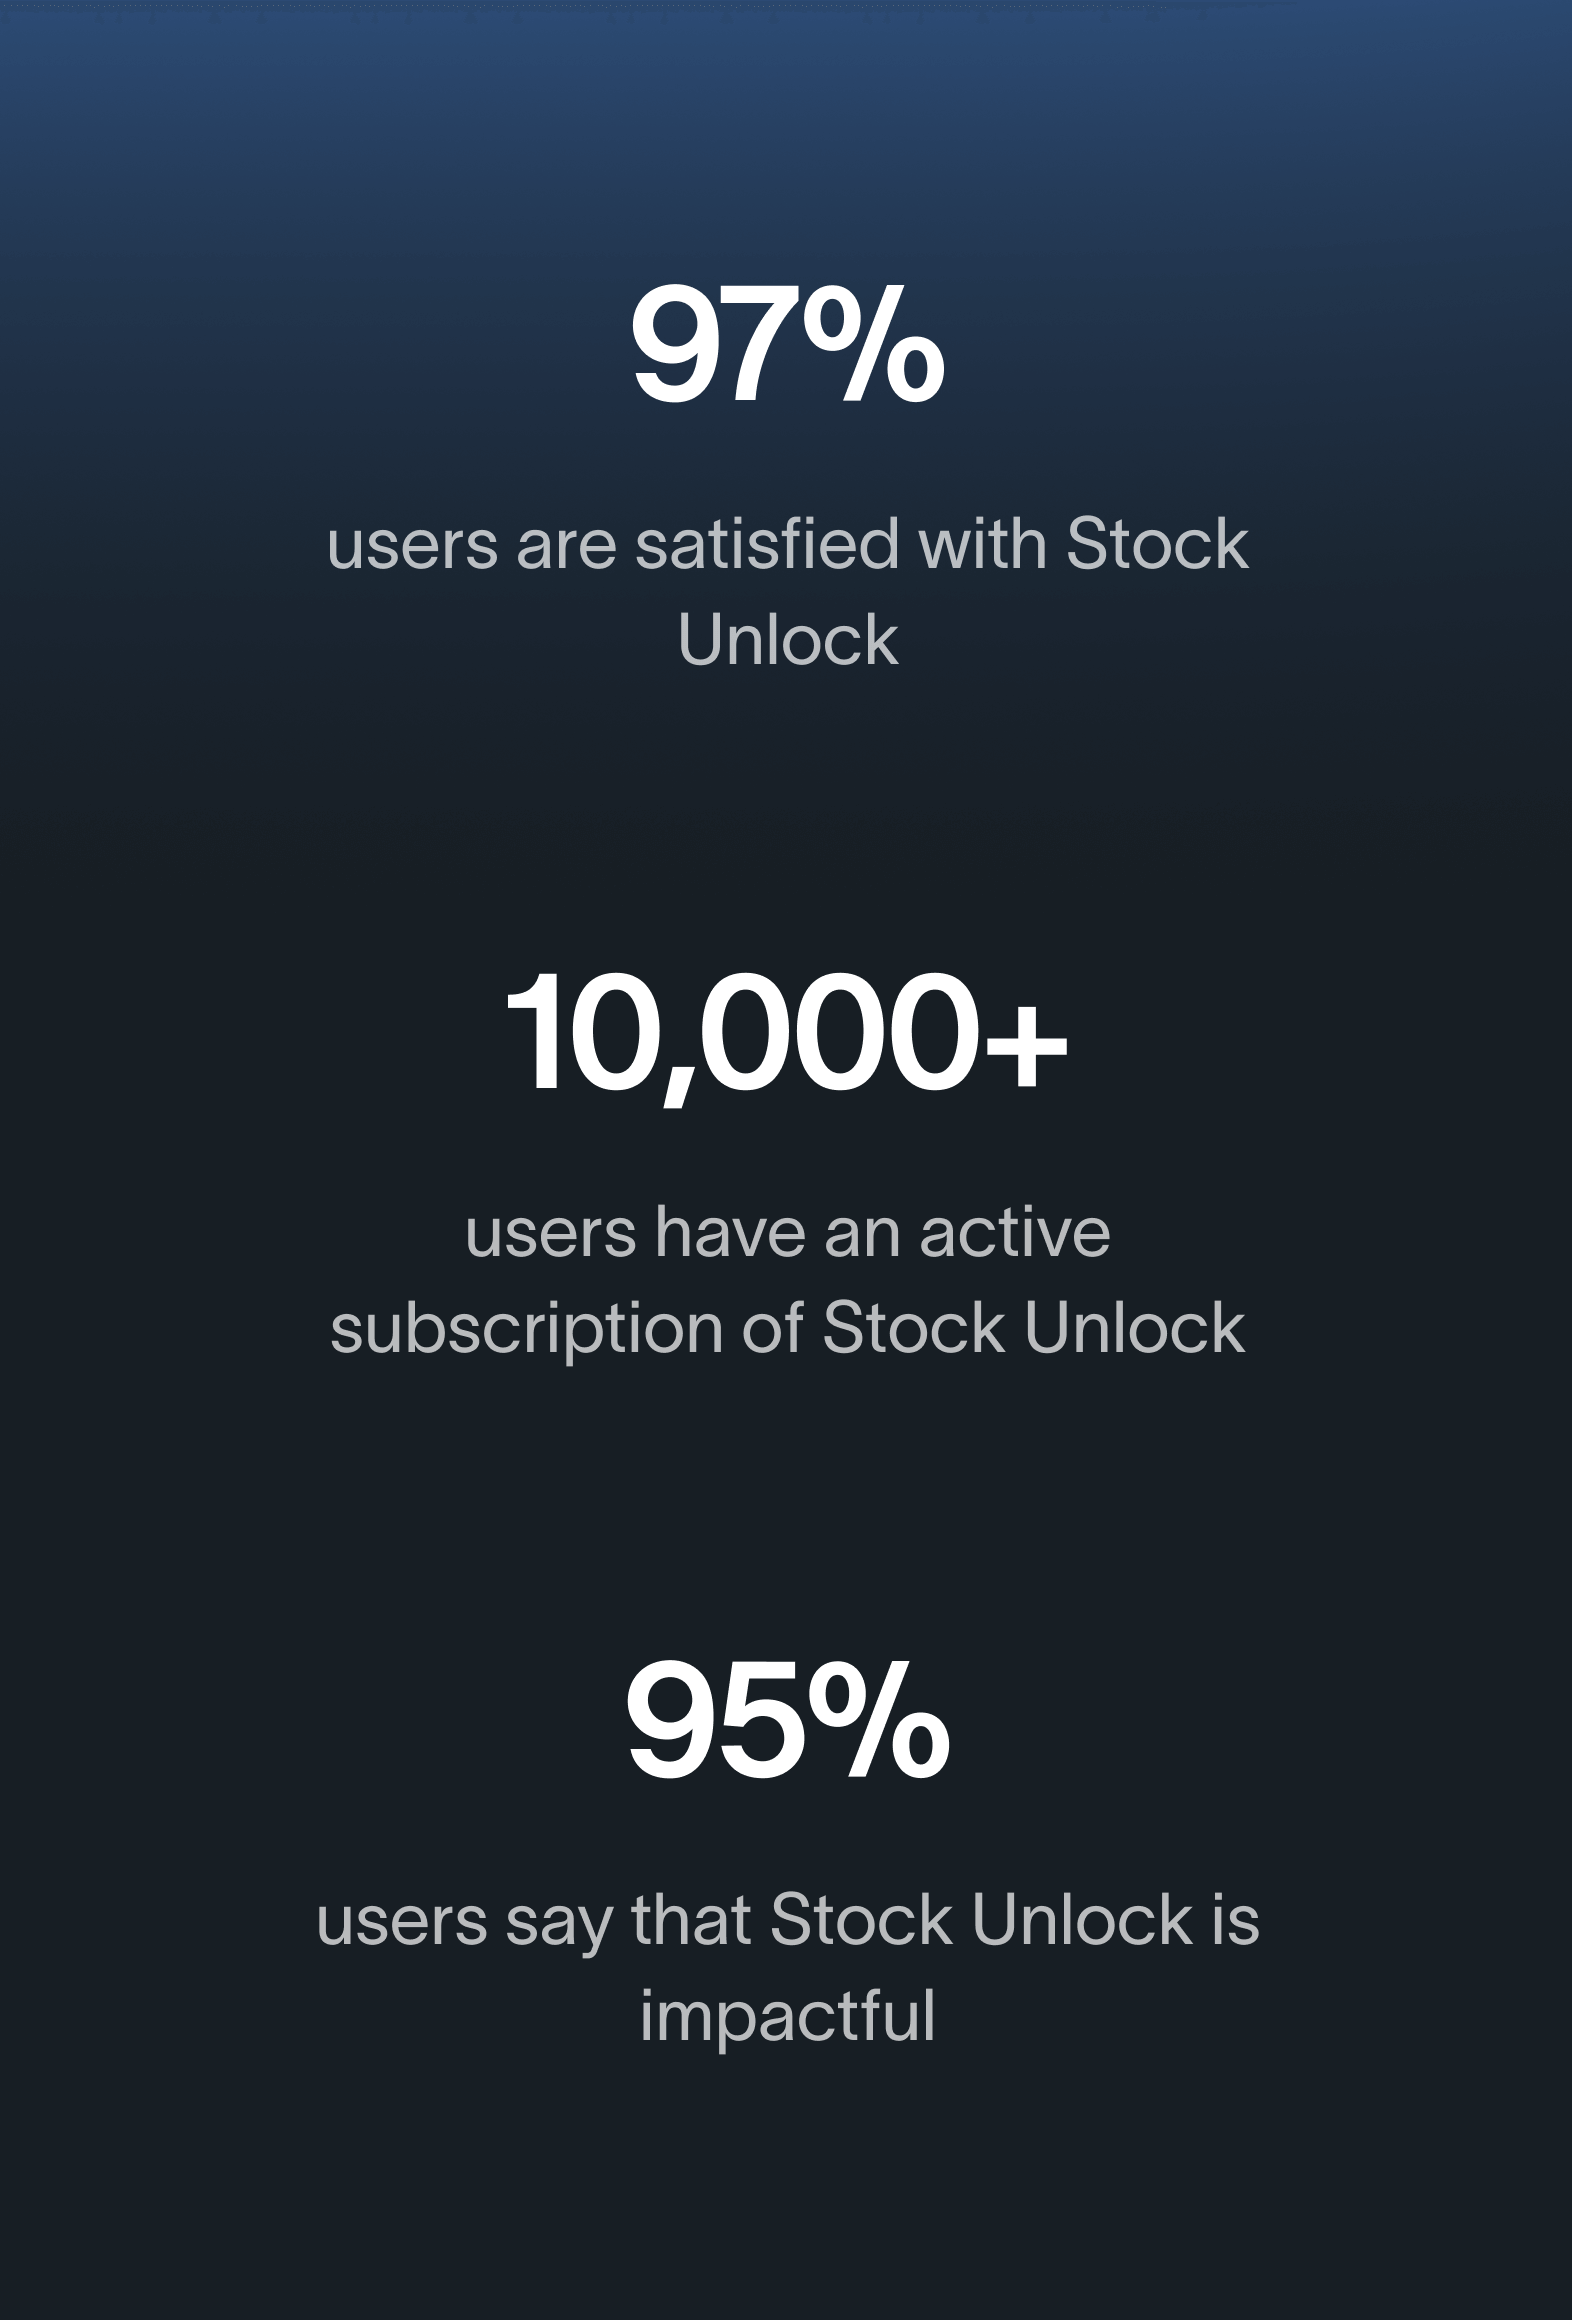 97%
users are satisfied with Stock
Unlock
10,000+
users have an active
subscription of Stock Unlock
95%
users say that Stock Unlock is
impactful